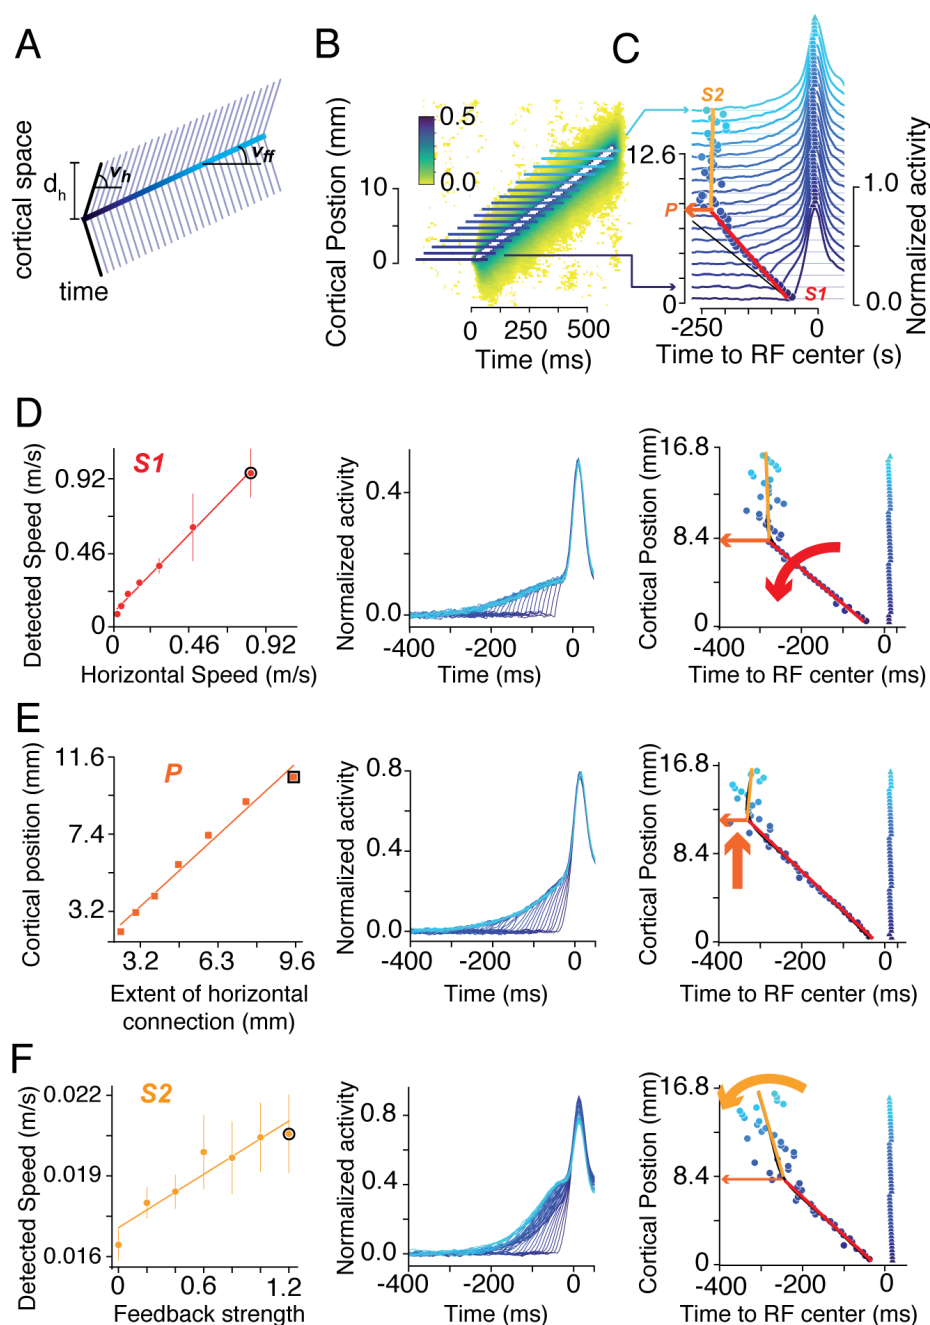 A
cortical space
d_h
v_h
v_ff
time
B
Cortical Postion (mm)
0.5
0.0
10
0
0
250
500
Time (ms)
C
S2
12.6
P
0
S1
1.0
0.0
Normalized activity
-250
0
Time to RF center (s)
D
Detected Speed (m/s)
S1
0.92
0.46
0
0.46
0.92
Horizontal Speed (m/s)
Normalized activity
0.4
0.0
-400
-200
0
Time (ms)
Cortical Postion (mm)
16.8
8.4
0
-400
-200
0
Time to RF center (ms)
E
Cortical position (mm)
P
11.6
7.4
3.2
3.2
6.3
9.6
Extent of horizontal
connection (mm)
Normalized activity
0.8
0.4
0.0
-400
-200
0
Time (ms)
Cortical Postion (mm)
16.8
8.4
0
-400
-200
0
Time to RF center (ms)
F
Detected Speed (m/s)
S2
0.022
0.019
0.016
0
0.6
1.2
Feedback strength
Normalized activity
0.8
0.4
0.0
-400
-200
0
Time (ms)
Cortical Postion (mm)
16.8
8.4
0
-400
-200
0
Time to RF center (ms)